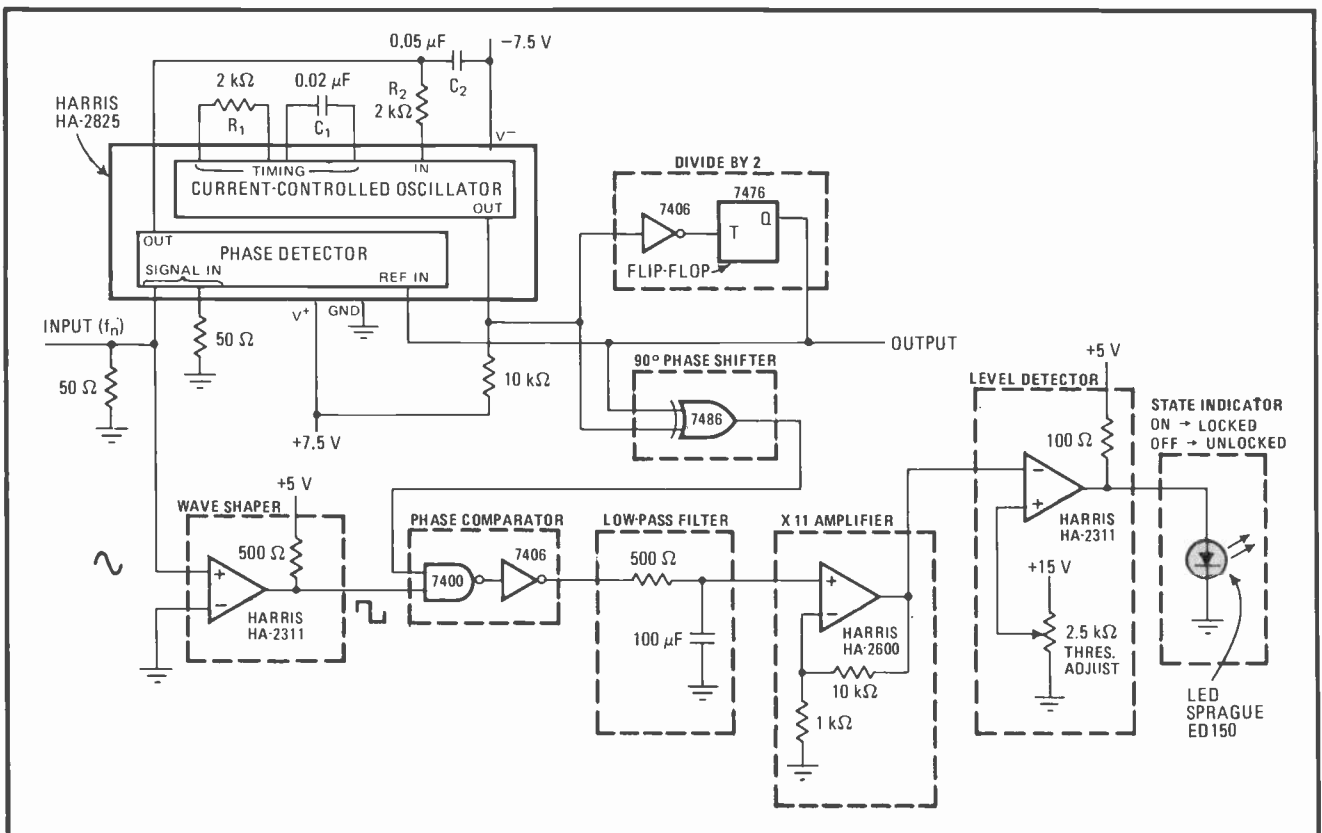 0.05 µF
−7.5 V
C2
2 kΩ
0.02 µF
R2
2 kΩ
R1
C1
HARRIS
HA-2825
V−
TIMING
IN
CURRENT-CONTROLLED OSCILLATOR
OUT
OUT
PHASE DETECTOR
SIGNAL IN
REF IN
V+
GND
DIVIDE BY 2
7406
7476
T
Q
FLIP-FLOP
INPUT (fn)
50 Ω
50 Ω
10 kΩ
+7.5 V
OUTPUT
90° PHASE SHIFTER
7486
WAVE SHAPER
+5 V
500 Ω
+
−
HARRIS
HA-2311
PHASE COMPARATOR
7400
7406
LOW-PASS FILTER
500 Ω
100 µF
X 11 AMPLIFIER
+
−
HARRIS
HA-2600
10 kΩ
1 kΩ
LEVEL DETECTOR
+5 V
100 Ω
−
+
HARRIS
HA-2311
+15 V
2.5 kΩ
THRES.
ADJUST
STATE INDICATOR
ON → LOCKED
OFF → UNLOCKED
LED
SPRAGUE
ED150